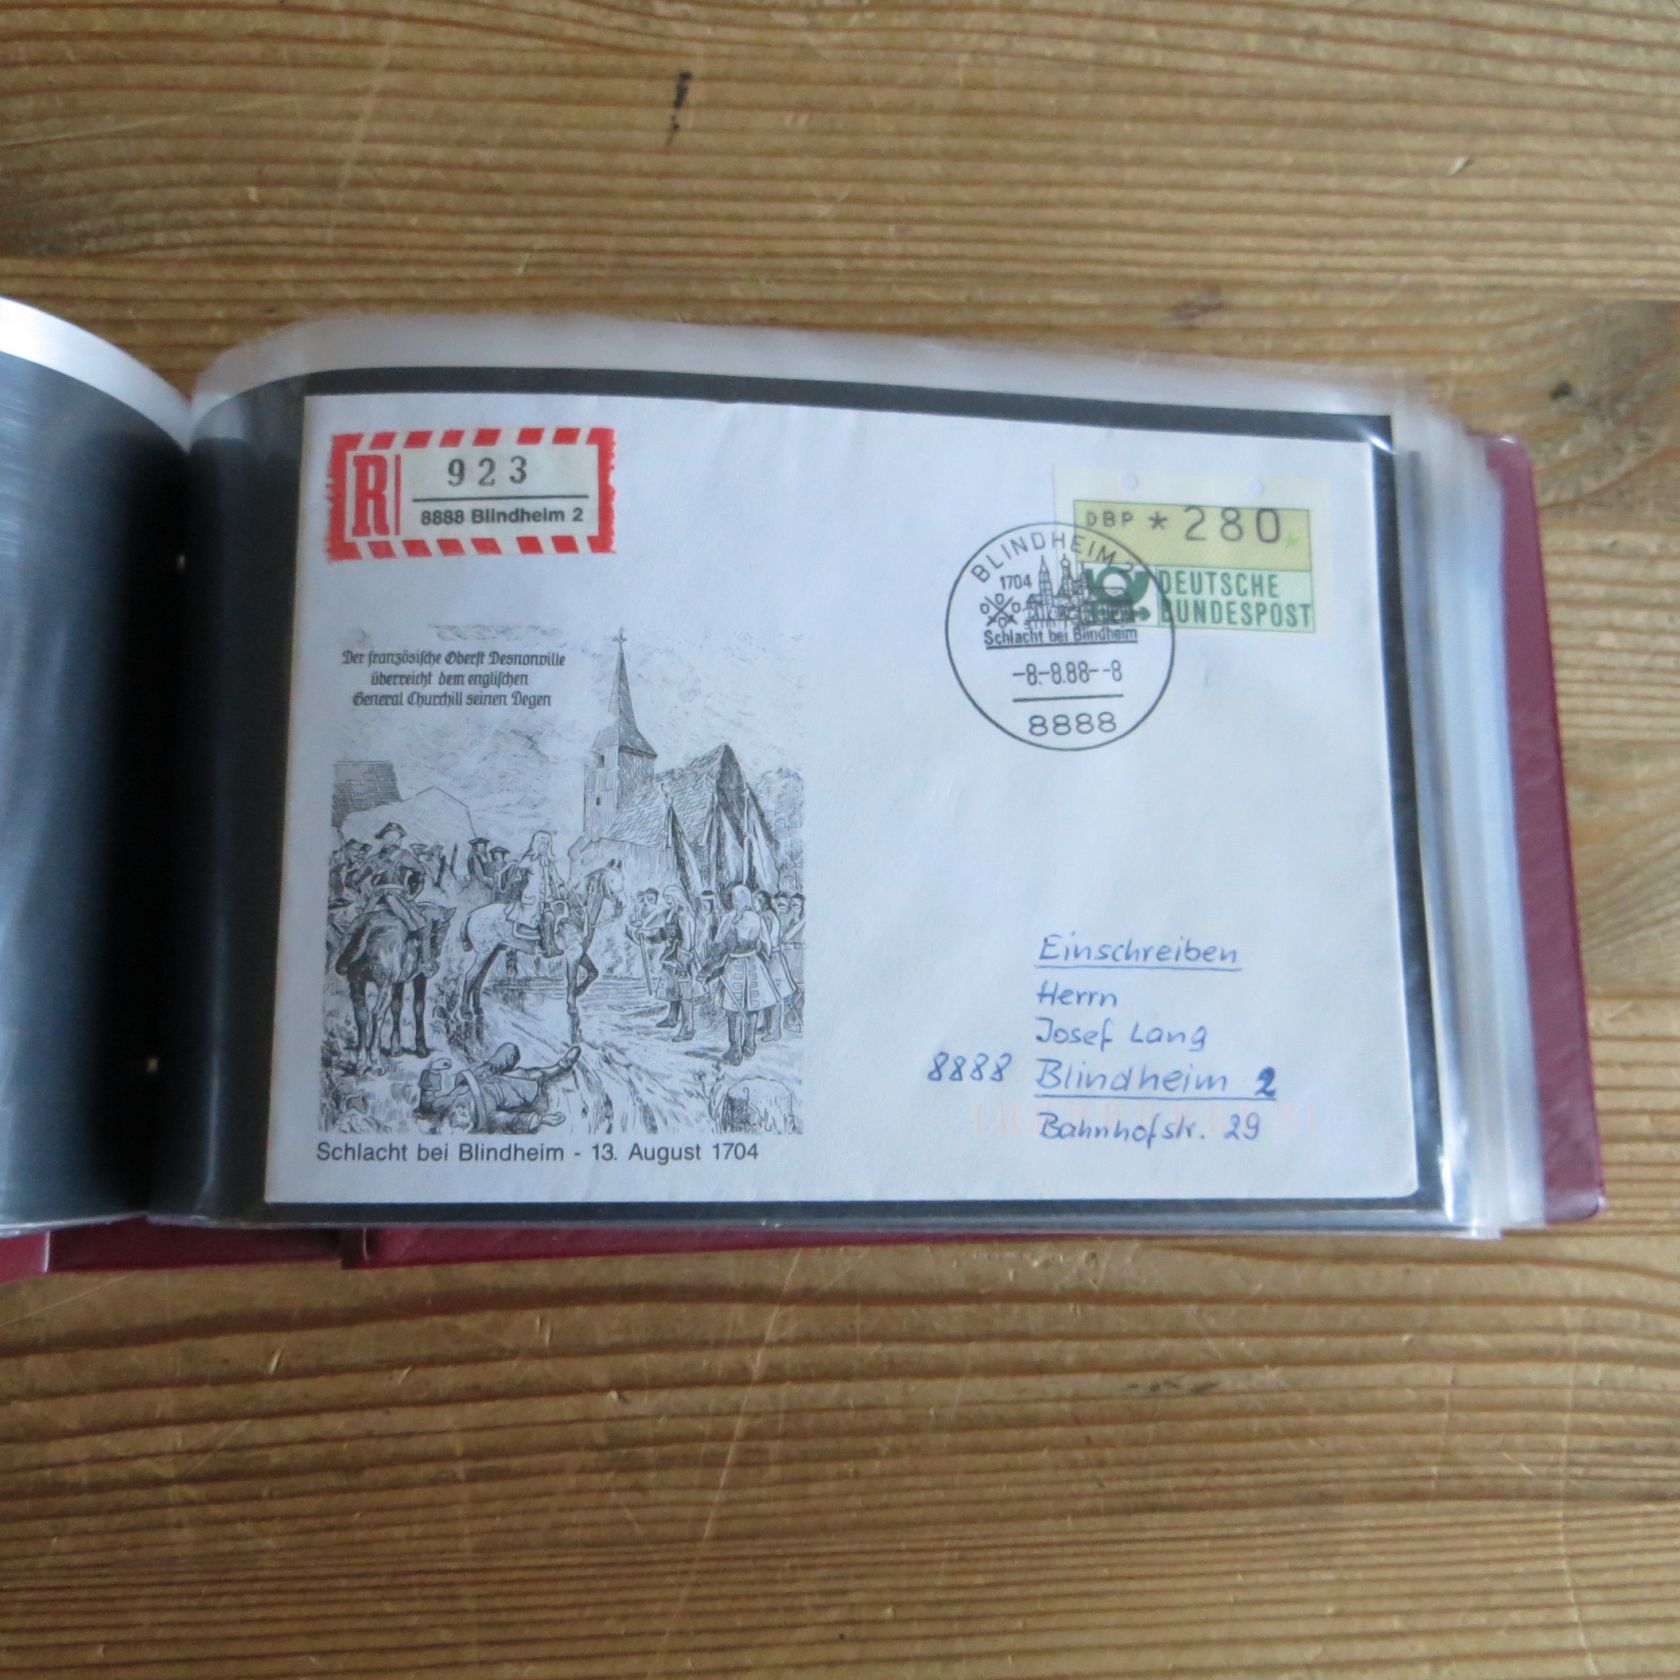 R
923
8888 Blindheim 2
DBP *280
DEUTSCHE
BUNDESPOST
BLINDHEIM 2
1704
Schlacht bei Blindheim
-8.-8.88--8
8888
Der französische Oberst Desnonville
überreicht dem englischen
General Churchill seinen Degen
Schlacht bei Blindheim - 13. August 1704
Einschreiben
Herrn
Josef Lang
8888 Blindheim 2
Bahnhofstr. 29